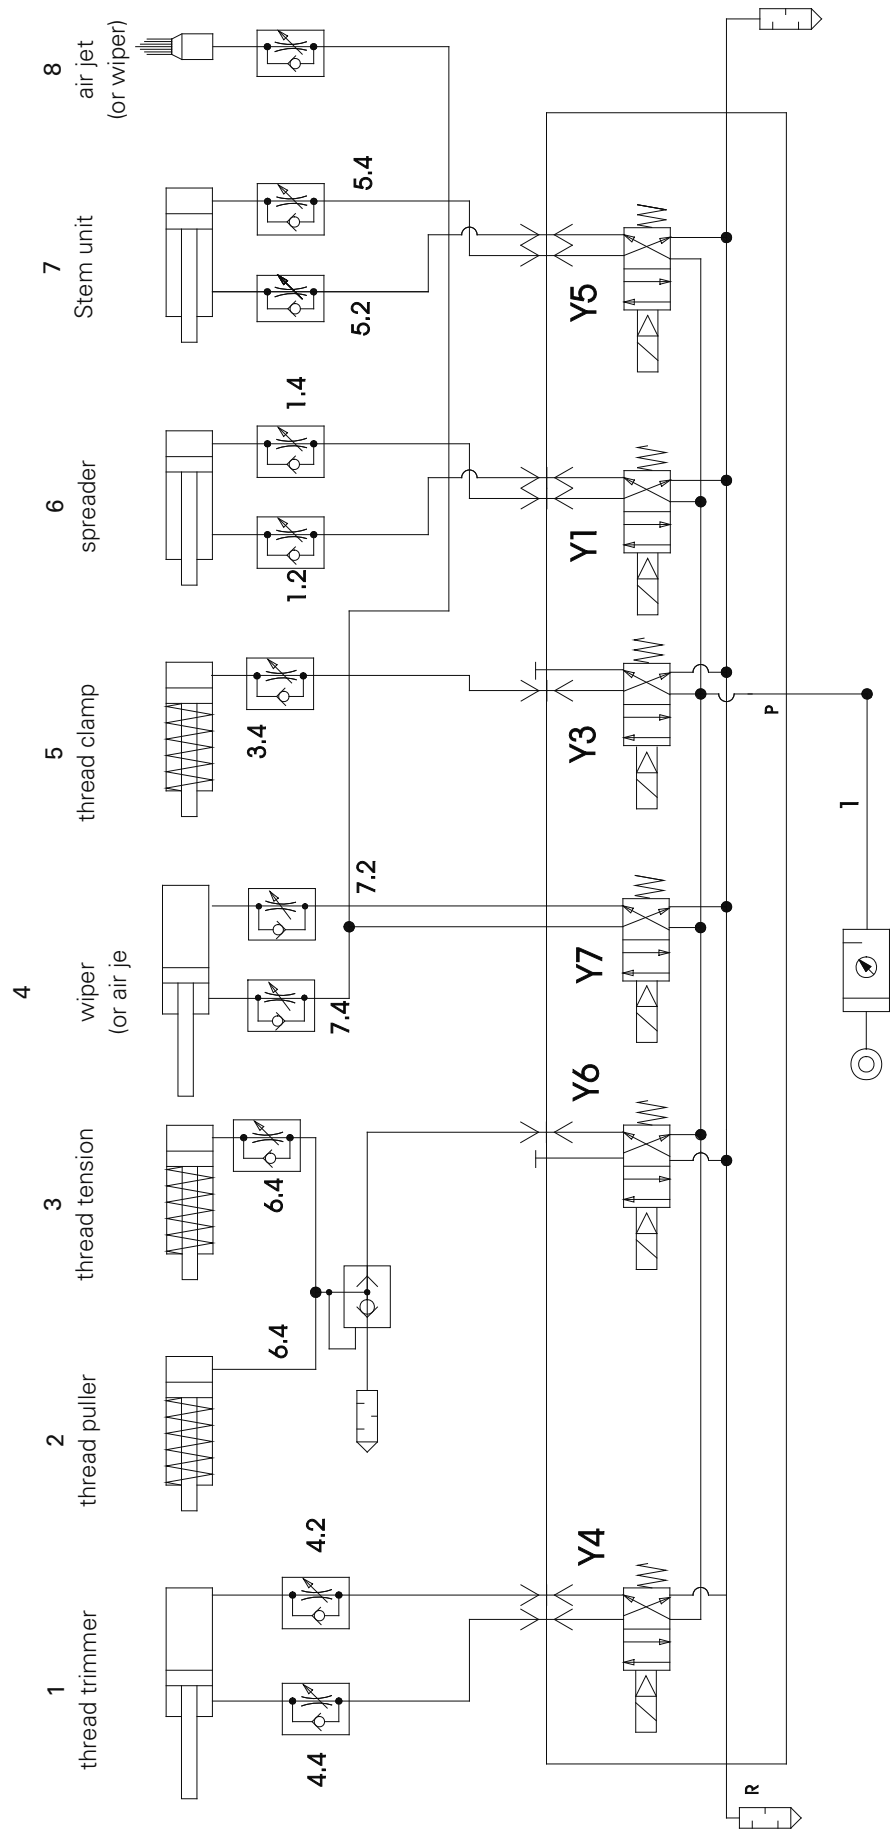 1
thread trimmer
2
thread puller
3
thread tension
4
wiper
(or air je
5
thread clamp
6
spreader
7
Stem unit
8
air jet
(or wiper)
4.4
4.2
6.4
6.4
7.4
7.2
3.4
1.2
1.4
5.2
5.4
Y4
Y6
Y7
Y3
Y1
Y5
R
P
1